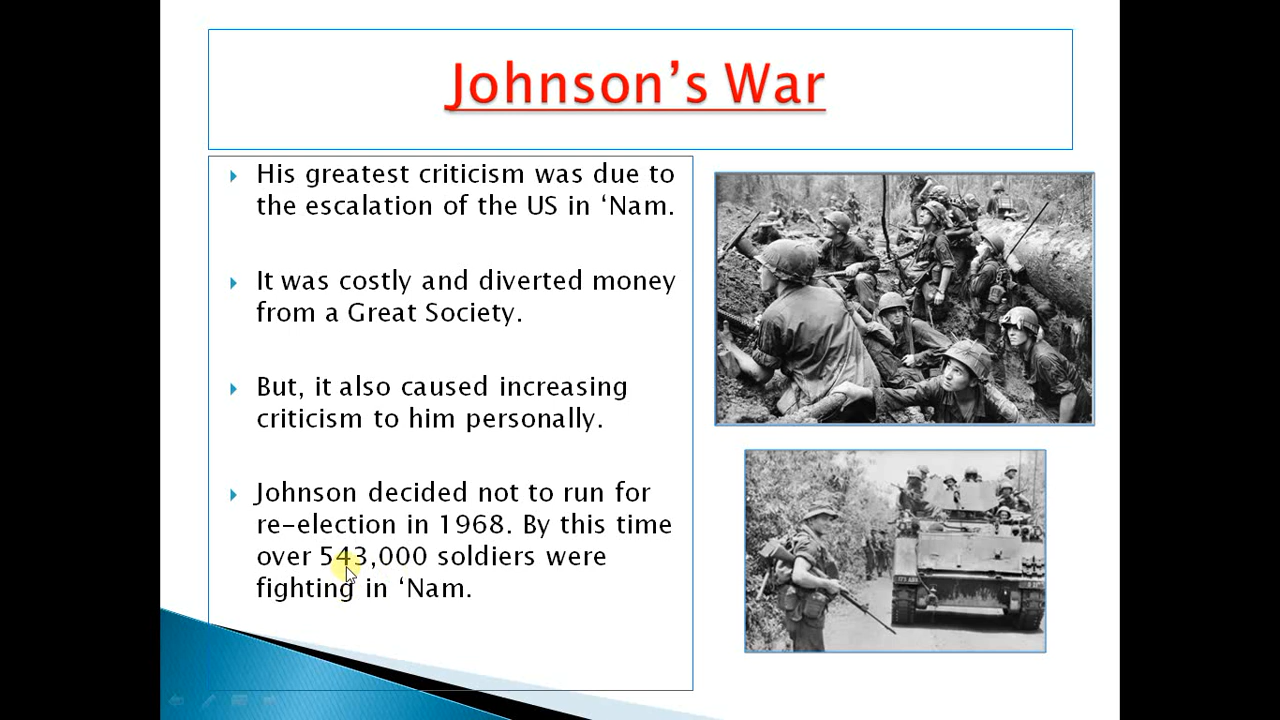 Johnson’s War
His greatest criticism was due to
the escalation of the US in ‘Nam.
It was costly and diverted money
from a Great Society.
But, it also caused increasing
criticism to him personally.
Johnson decided not to run for
re-election in 1968. By this time
over 543,000 soldiers were
fighting in ‘Nam.